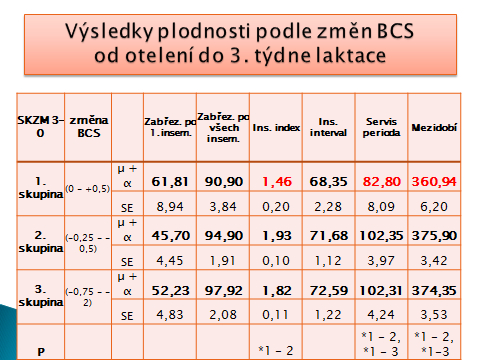 Výsledky plodnosti podle změn BCS
od otelení do 3. týdne laktace
SKZM 3-0 změna BCS Zabřez. po 1. insem. Zabřez. po všech insem. Ins. index Ins. interval Servis perioda Mezidobí
1. skupina (0 – +0,5) μ + α 61,81 90,90 1,46 68,35 82,80 360,94
SE 8,94 3,84 0,20 2,28 8,09 6,20
2. skupina (-0,25 – -0,5) μ + α 45,70 94,90 1,93 71,68 102,35 375,90
SE 4,45 1,91 0,10 1,12 3,97 3,42
3. skupina (-0,75 – -2) μ + α 52,23 97,92 1,82 72,59 102,31 374,35
SE 4,83 2,08 0,11 1,22 4,24 3,53
P *1 – 2 *1 – 2, *1 – 3 *1 – 2, *1–3